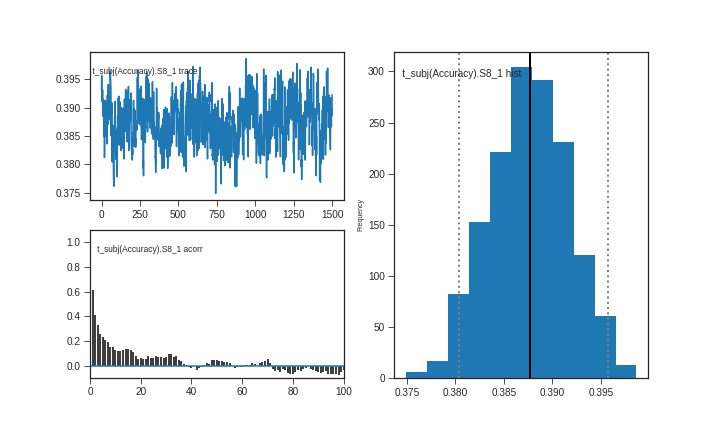 t_subj(Accuracy).S8_1 trace
0.395
0.390
0.385
0.380
0.375
0 250 500 750 1000 1250 1500
t_subj(Accuracy).S8_1 acorr
1.0
0.8
0.6
0.4
0.2
0.0
0 20 40 60 80 100
t_subj(Accuracy).S8_1 hist
Frequency
300
250
200
150
100
50
0
0.375 0.380 0.385 0.390 0.395